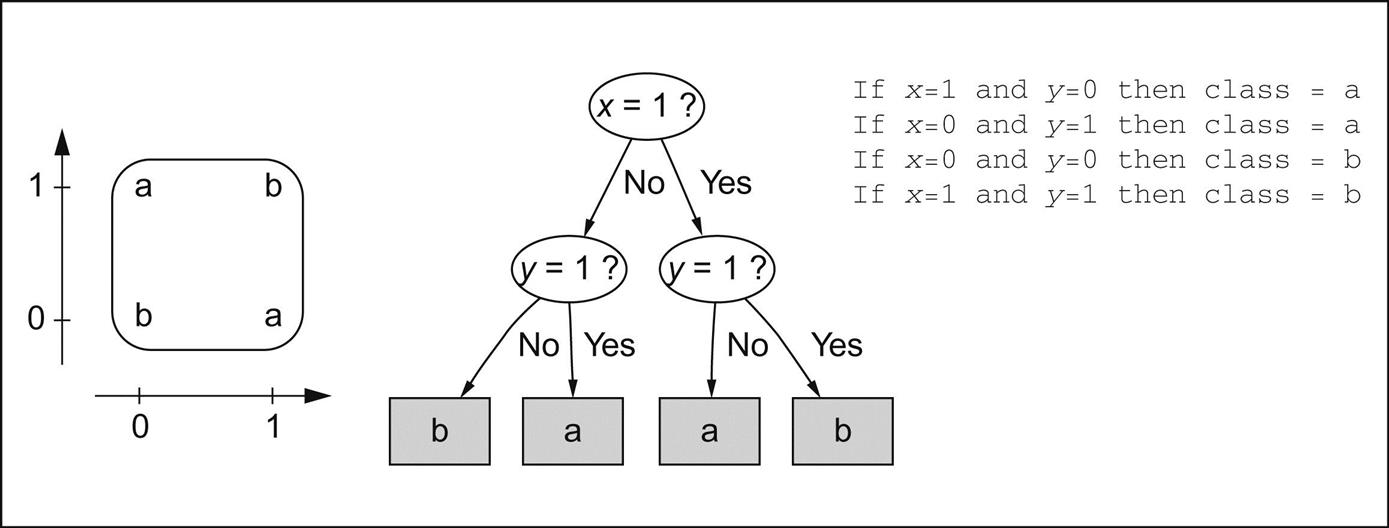 1
0
a b
b a
0 1
x = 1 ?
No Yes
y = 1 ? y = 1 ?
No Yes No Yes
b a a b
If x=1 and y=0 then class = a
If x=0 and y=1 then class = a
If x=0 and y=0 then class = b
If x=1 and y=1 then class = b